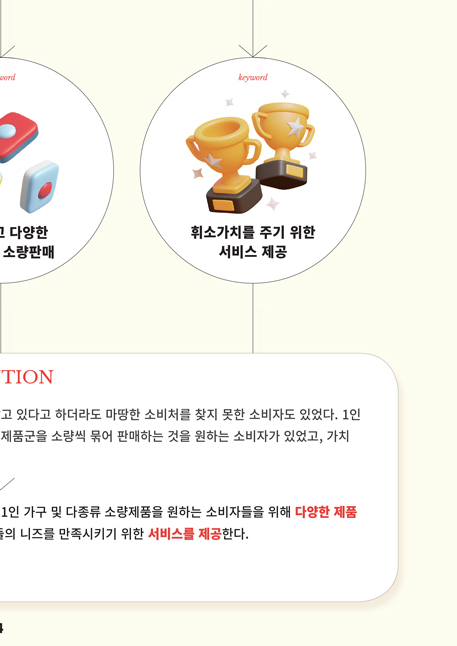 word
keyword
고 다양한
소량판매
휘소가치를 주기 위한
서비스 제공
TION
고 있다고 하더라도 마땅한 소비처를 찾지 못한 소비자도 있었다. 1인
제품군을 소량씩 묶어 판매하는 것을 원하는 소비자가 있었고, 가치
1인 가구 및 다종류 소량제품을 원하는 소비자들을 위해 다양한 제품
들의 니즈를 만족시키기 위한 서비스를 제공한다.
4